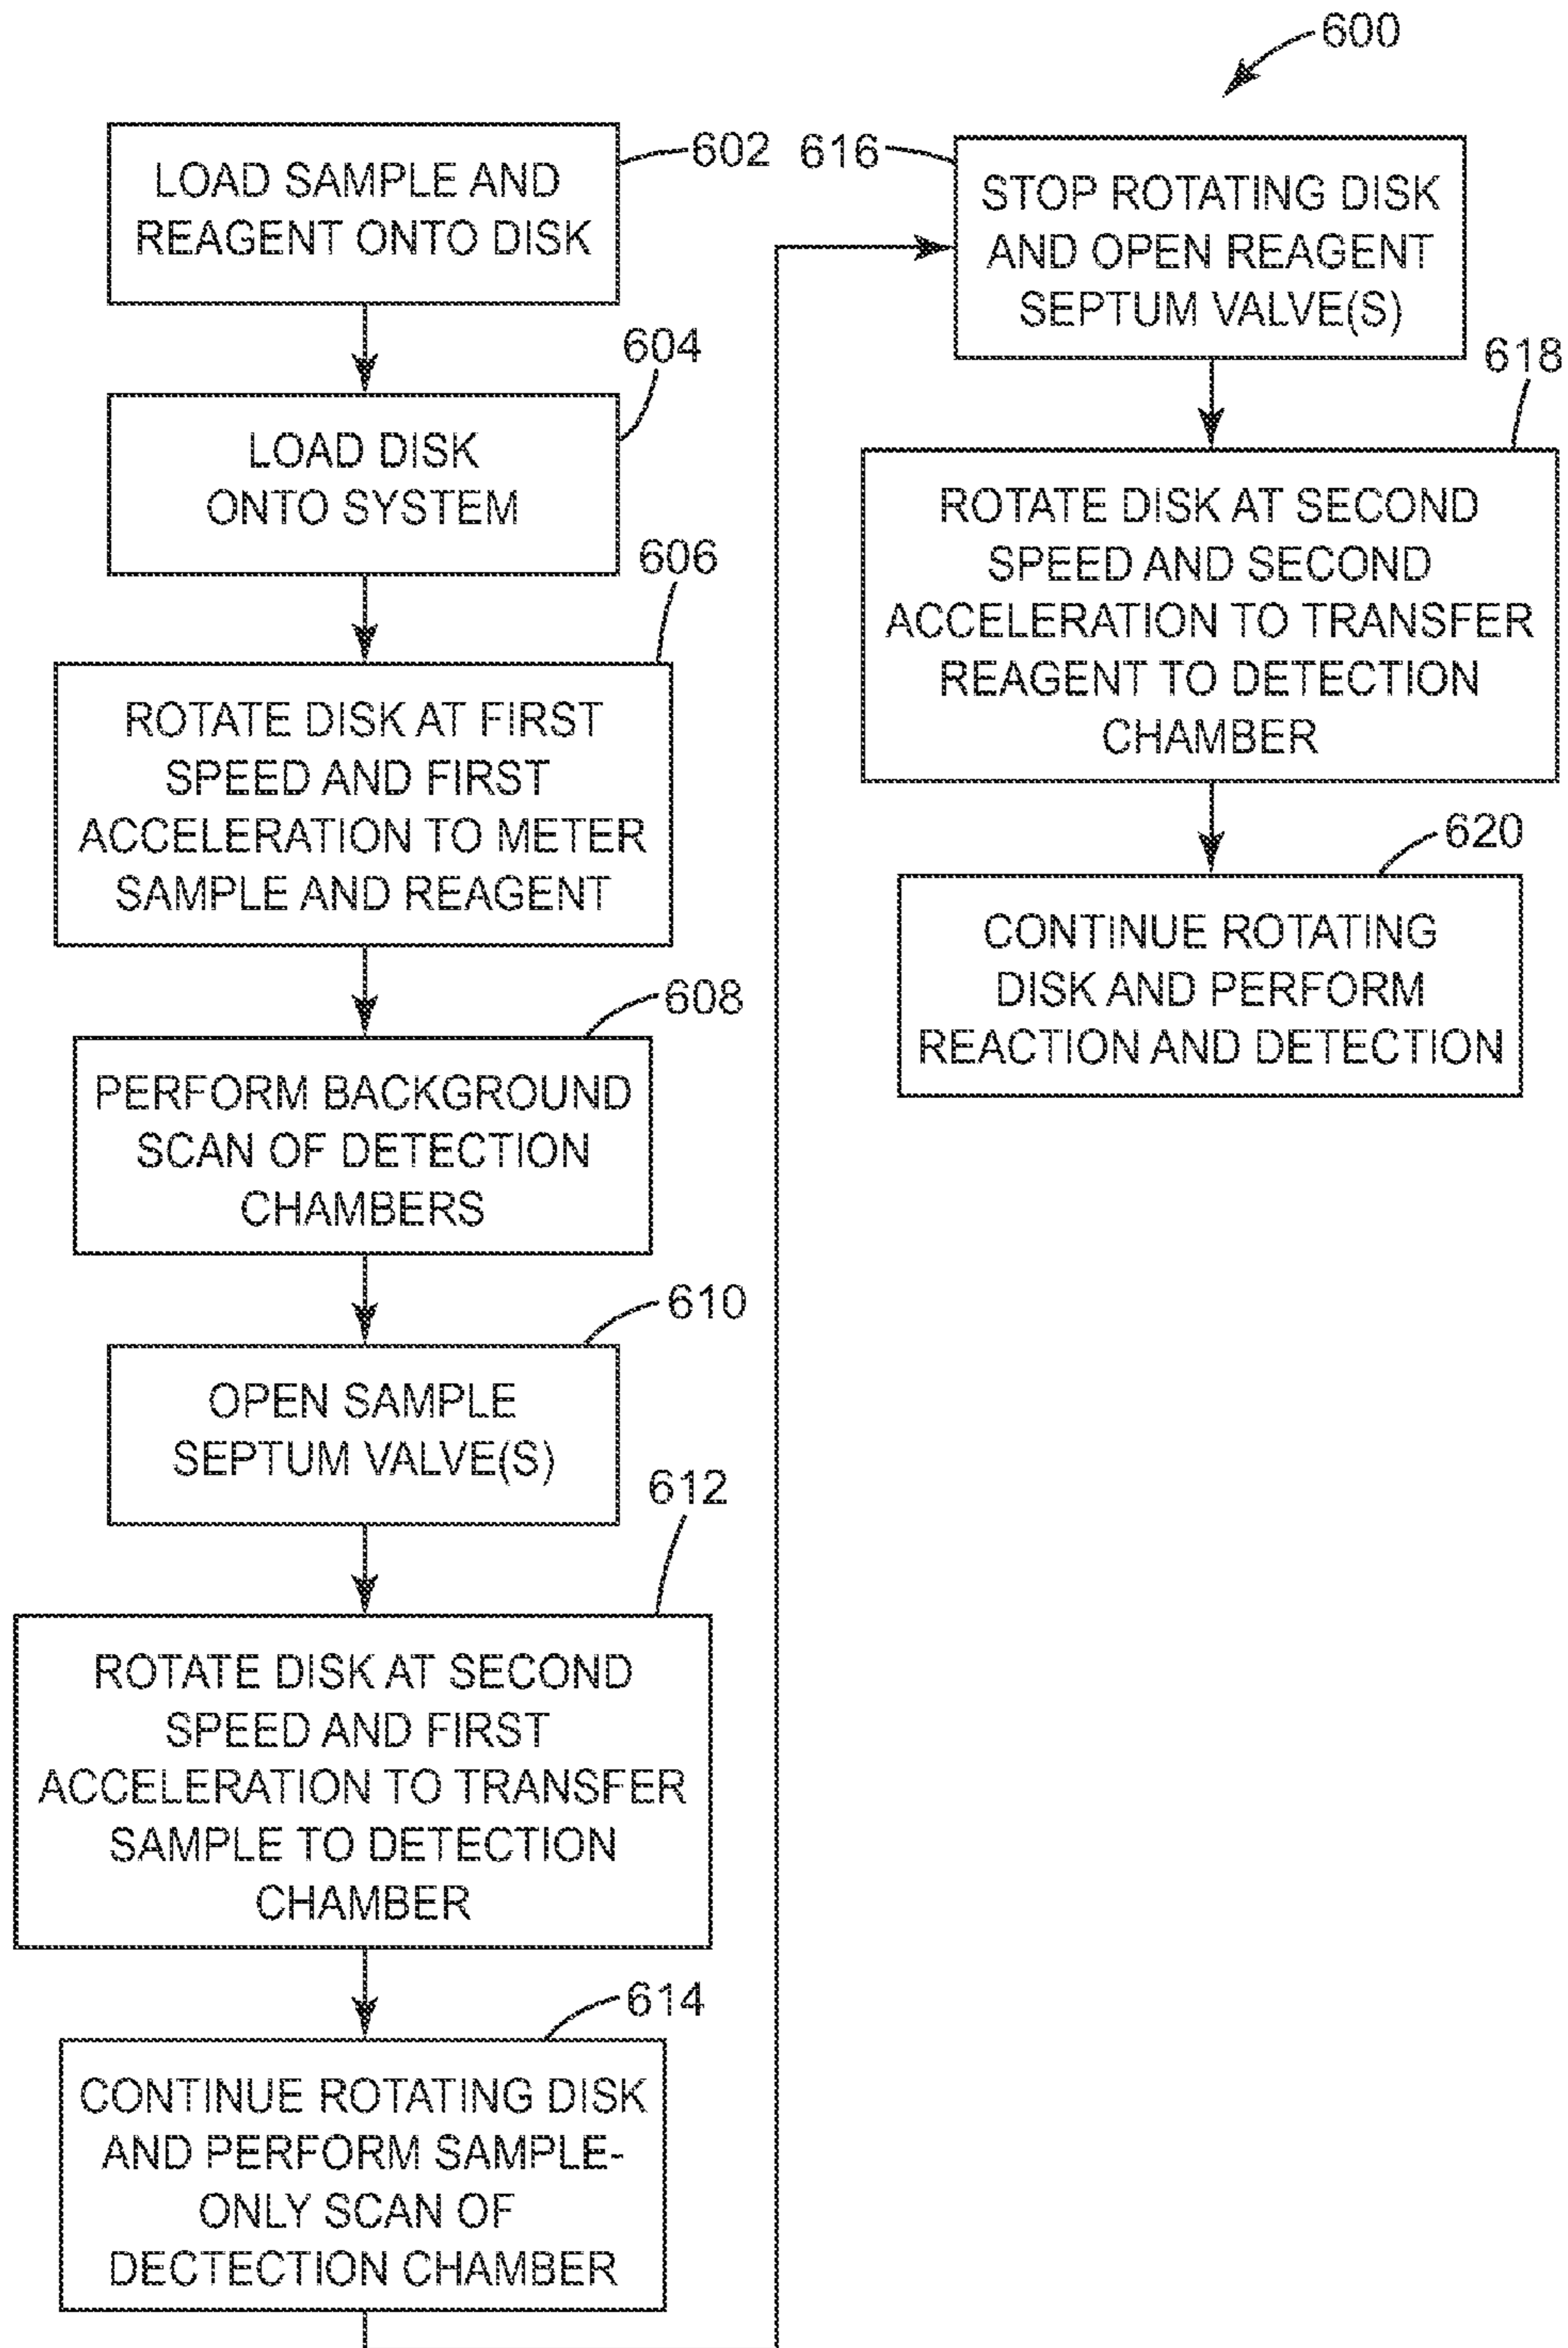 600
602
LOAD SAMPLE AND
REAGENT ONTO DISK
604
LOAD DISK
ONTO SYSTEM
606
ROTATE DISK AT FIRST
SPEED AND FIRST
ACCELERATION TO METER
SAMPLE AND REAGENT
608
PERFORM BACKGROUND
SCAN OF DETECTION
CHAMBERS
610
OPEN SAMPLE
SEPTUM VALVE(S)
612
ROTATE DISK AT SECOND
SPEED AND FIRST
ACCELERATION TO TRANSFER
SAMPLE TO DETECTION
CHAMBER
614
CONTINUE ROTATING DISK
AND PERFORM SAMPLE-
ONLY SCAN OF
DECTECTION CHAMBER
616
STOP ROTATING DISK
AND OPEN REAGENT
SEPTUM VALVE(S)
618
ROTATE DISK AT SECOND
SPEED AND SECOND
ACCELERATION TO TRANSFER
REAGENT TO DETECTION
CHAMBER
620
CONTINUE ROTATING
DISK AND PERFORM
REACTION AND DETECTION